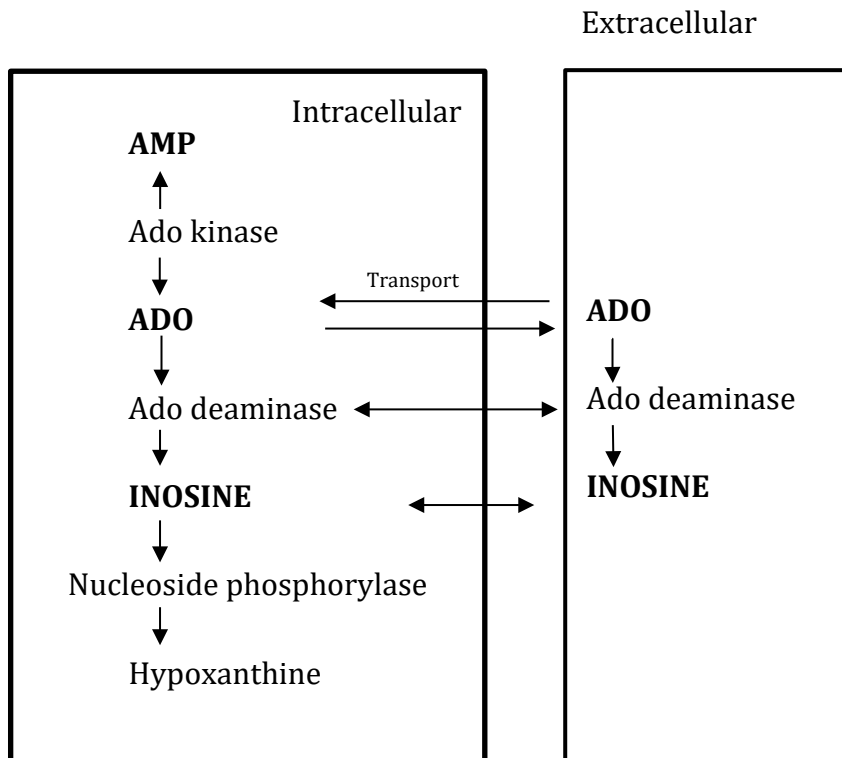 Extracellular
Intracellular
AMP
Ado kinase
Transport
ADO
ADO
Ado deaminase
Ado deaminase
INOSINE
INOSINE
Nucleoside phosphorylase
Hypoxanthine